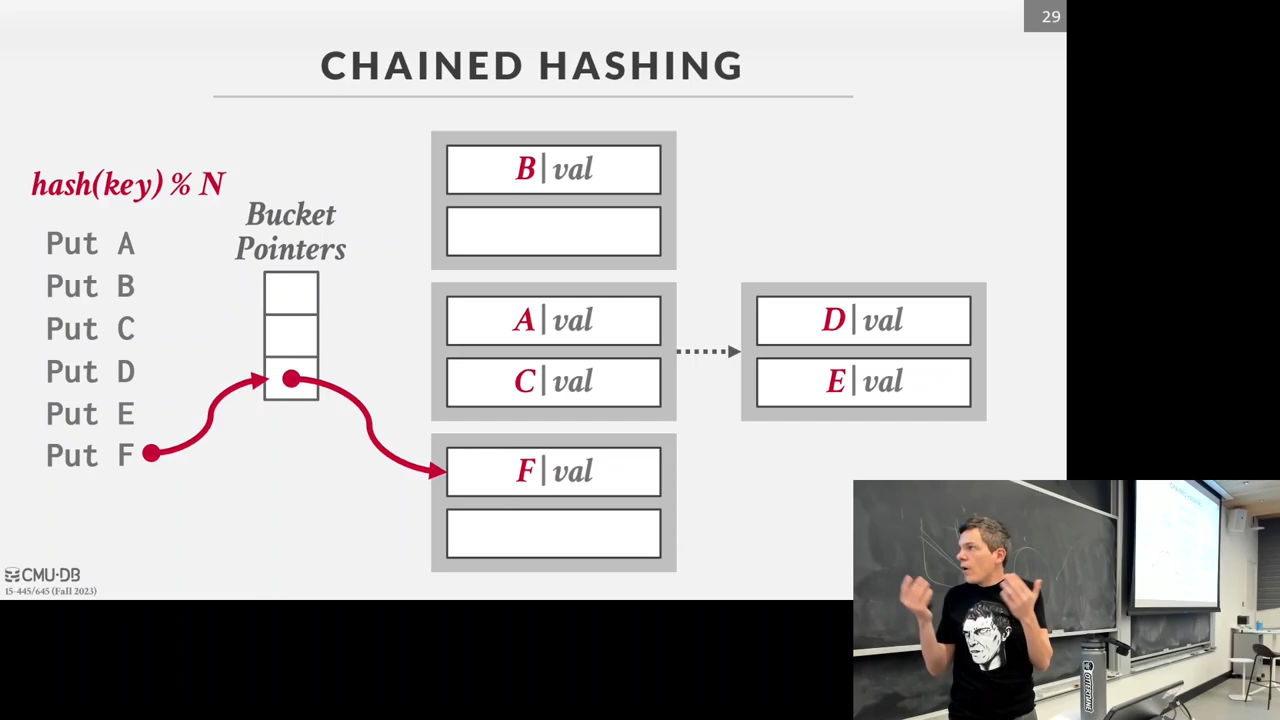 29
CHAINED HASHING
hash(key) % N
Put A
Put B
Put C
Put D
Put E
Put F
Bucket
Pointers
B|val
A|val
C|val
D|val
E|val
F|val
CMU·DB
15-445/645 (Fall 2023)
OTTERTUNE